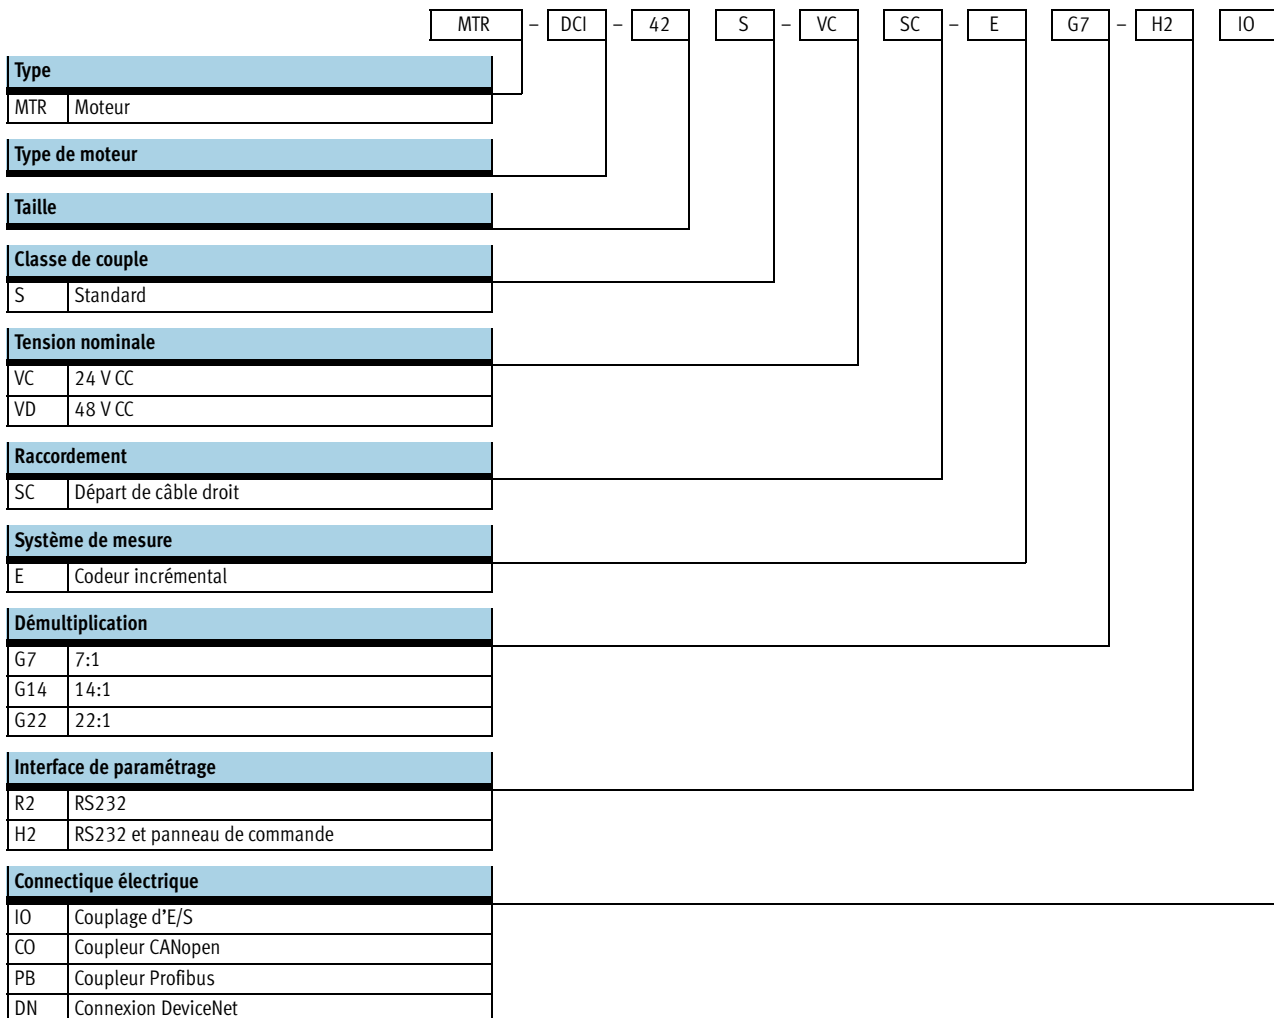 MTR – DCI – 42 S – VC SC – E G7 – H2 IO
Type
MTR Moteur
Type de moteur
Taille
Classe de couple
S Standard
Tension nominale
VC 24 V CC
VD 48 V CC
Raccordement
SC Départ de câble droit
Système de mesure
E Codeur incrémental
Démultiplication
G7 7:1
G14 14:1
G22 22:1
Interface de paramétrage
R2 RS232
H2 RS232 et panneau de commande
Connectique électrique
IO Couplage d’E/S
CO Coupleur CANopen
PB Coupleur Profibus
DN Connexion DeviceNet